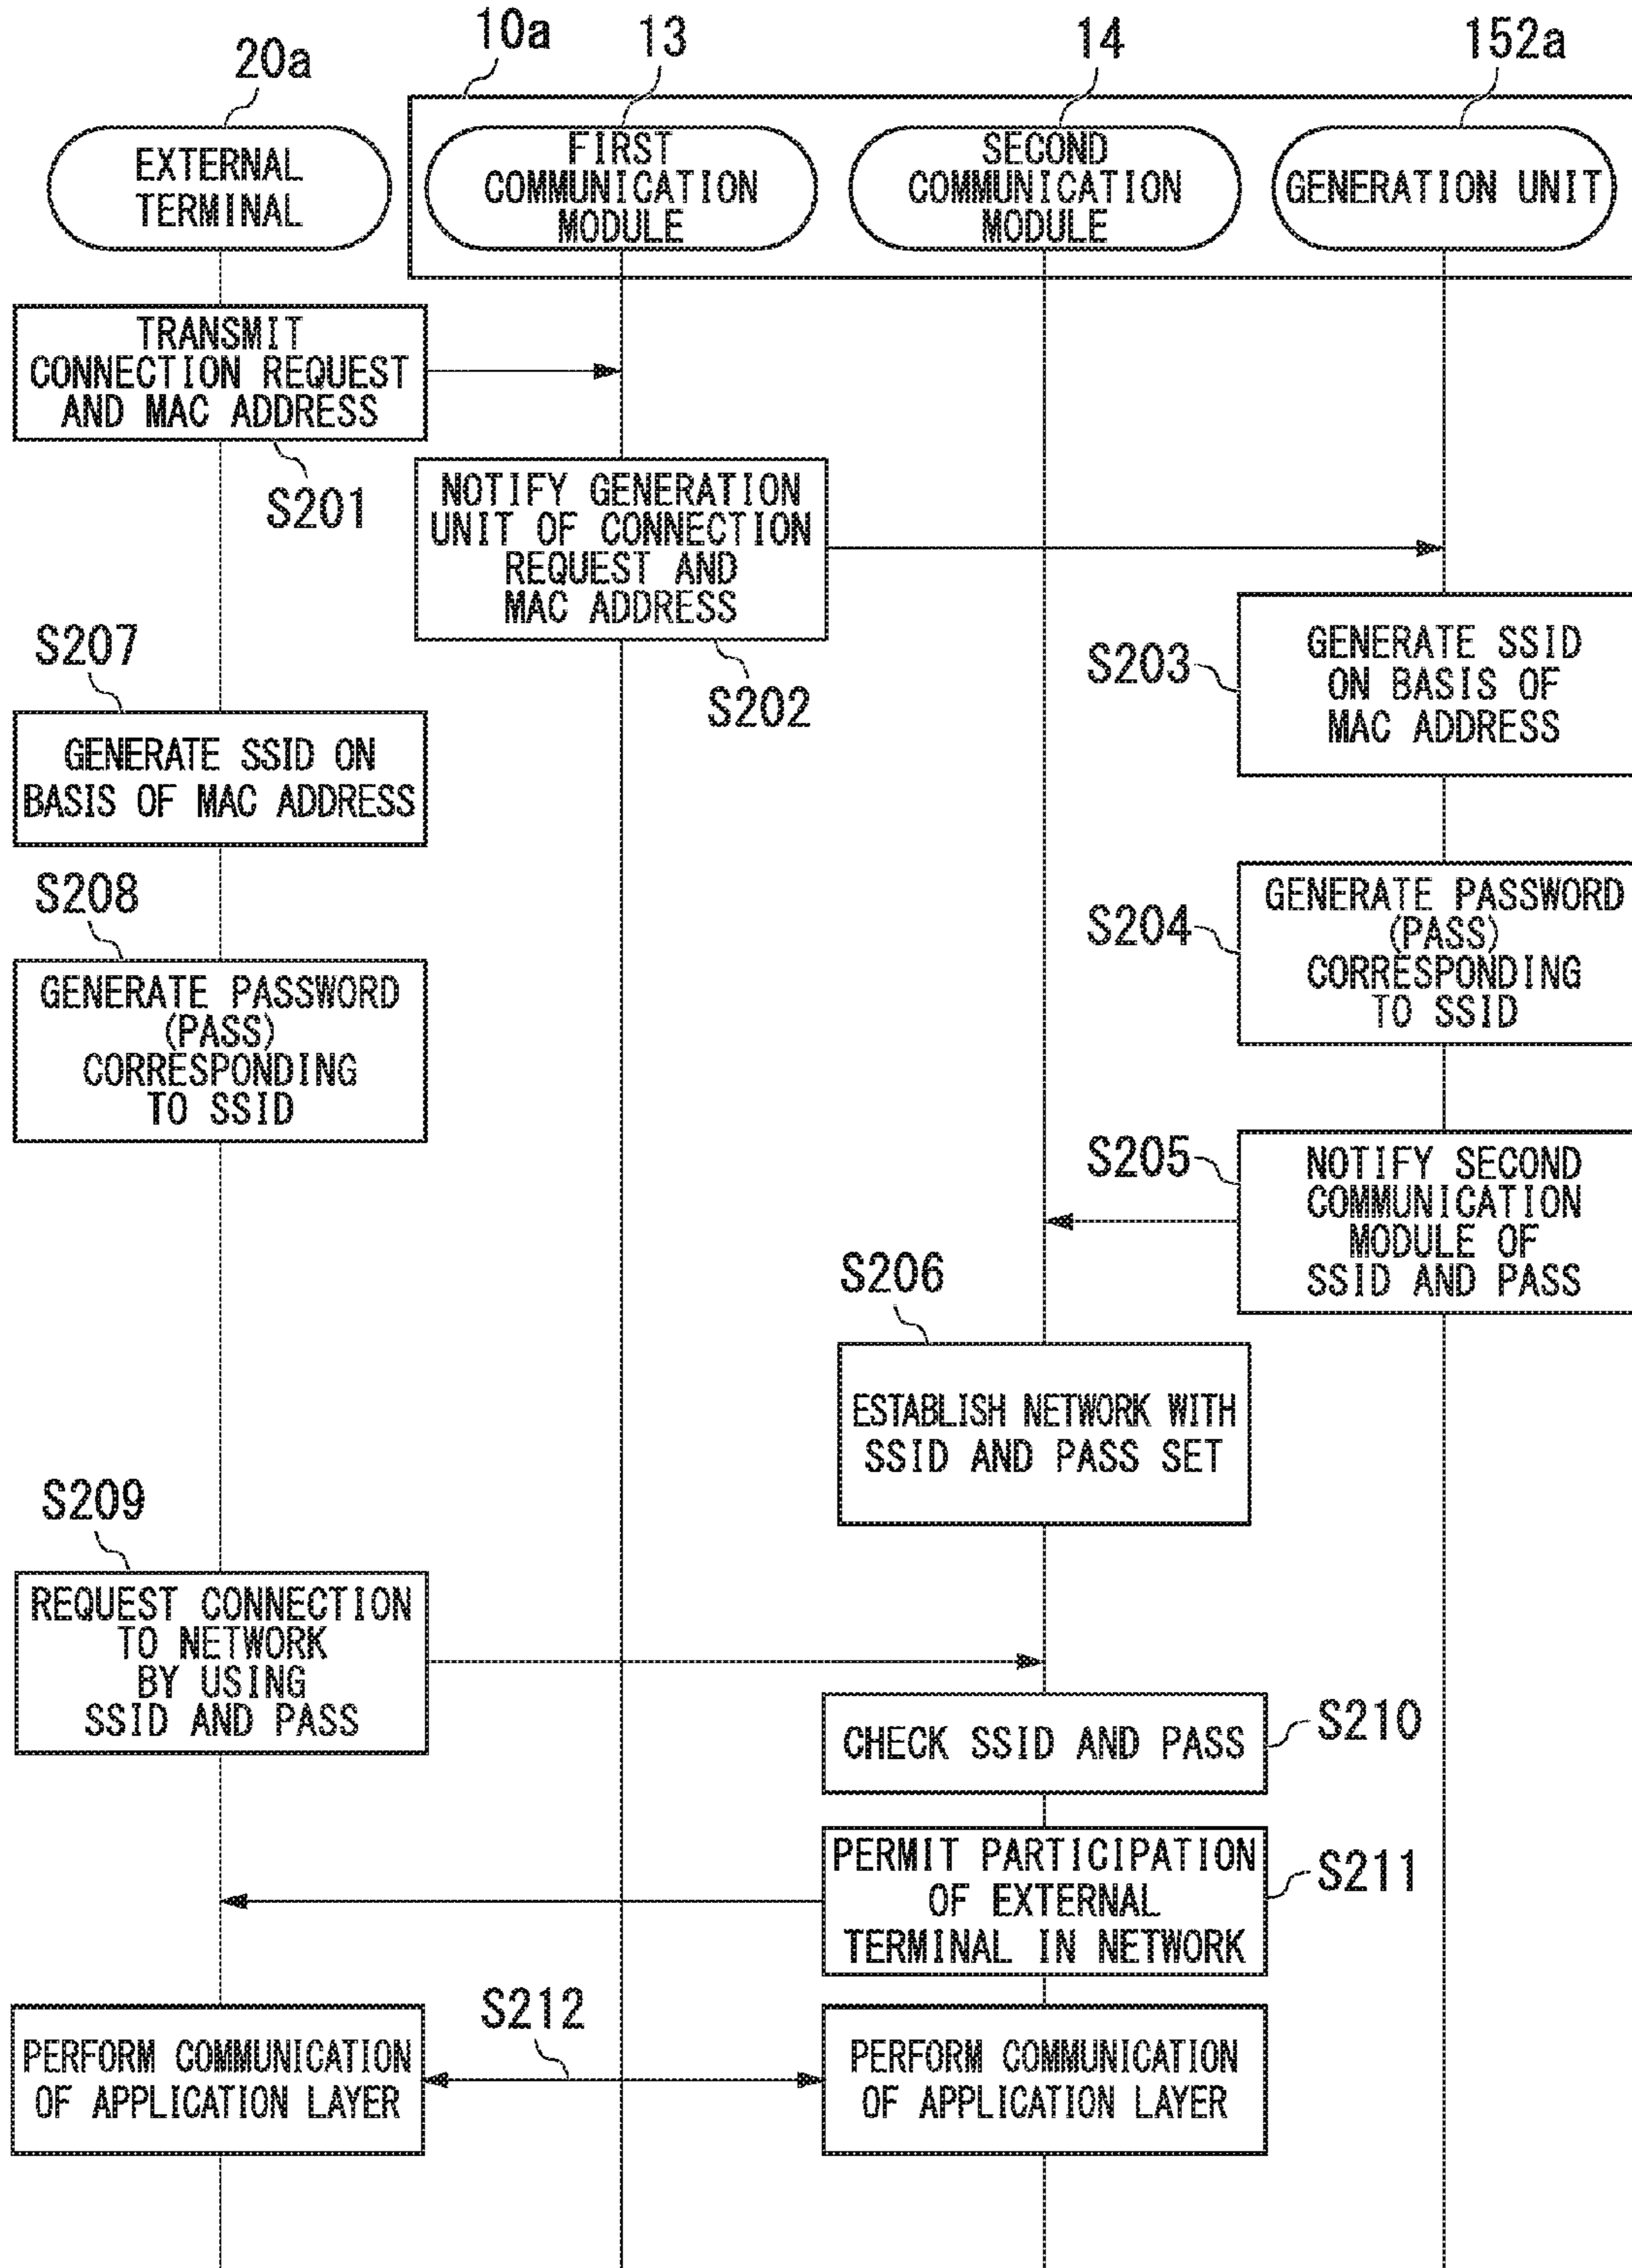 10a
13
14
152a
20a
EXTERNAL
TERMINAL
FIRST
COMMUNICATION
MODULE
SECOND
COMMUNICATION
MODULE
GENERATION UNIT
TRANSMIT
CONNECTION REQUEST
AND MAC ADDRESS
S201
NOTIFY GENERATION
UNIT OF CONNECTION
REQUEST AND
MAC ADDRESS
S202
S203
GENERATE SSID
ON BASIS OF
MAC ADDRESS
S207
GENERATE SSID ON
BASIS OF MAC ADDRESS
S204
GENERATE PASSWORD
(PASS)
CORRESPONDING
TO SSID
S208
GENERATE PASSWORD
(PASS)
CORRESPONDING
TO SSID
S205
NOTIFY SECOND
COMMUNICATION
MODULE OF
SSID AND PASS
S206
ESTABLISH NETWORK WITH
SSID AND PASS SET
S209
REQUEST CONNECTION
TO NETWORK
BY USING
SSID AND PASS
CHECK SSID AND PASS
S210
PERMIT PARTICIPATION
OF EXTERNAL
TERMINAL IN NETWORK
S211
S212
PERFORM COMMUNICATION
OF APPLICATION LAYER
PERFORM COMMUNICATION
OF APPLICATION LAYER